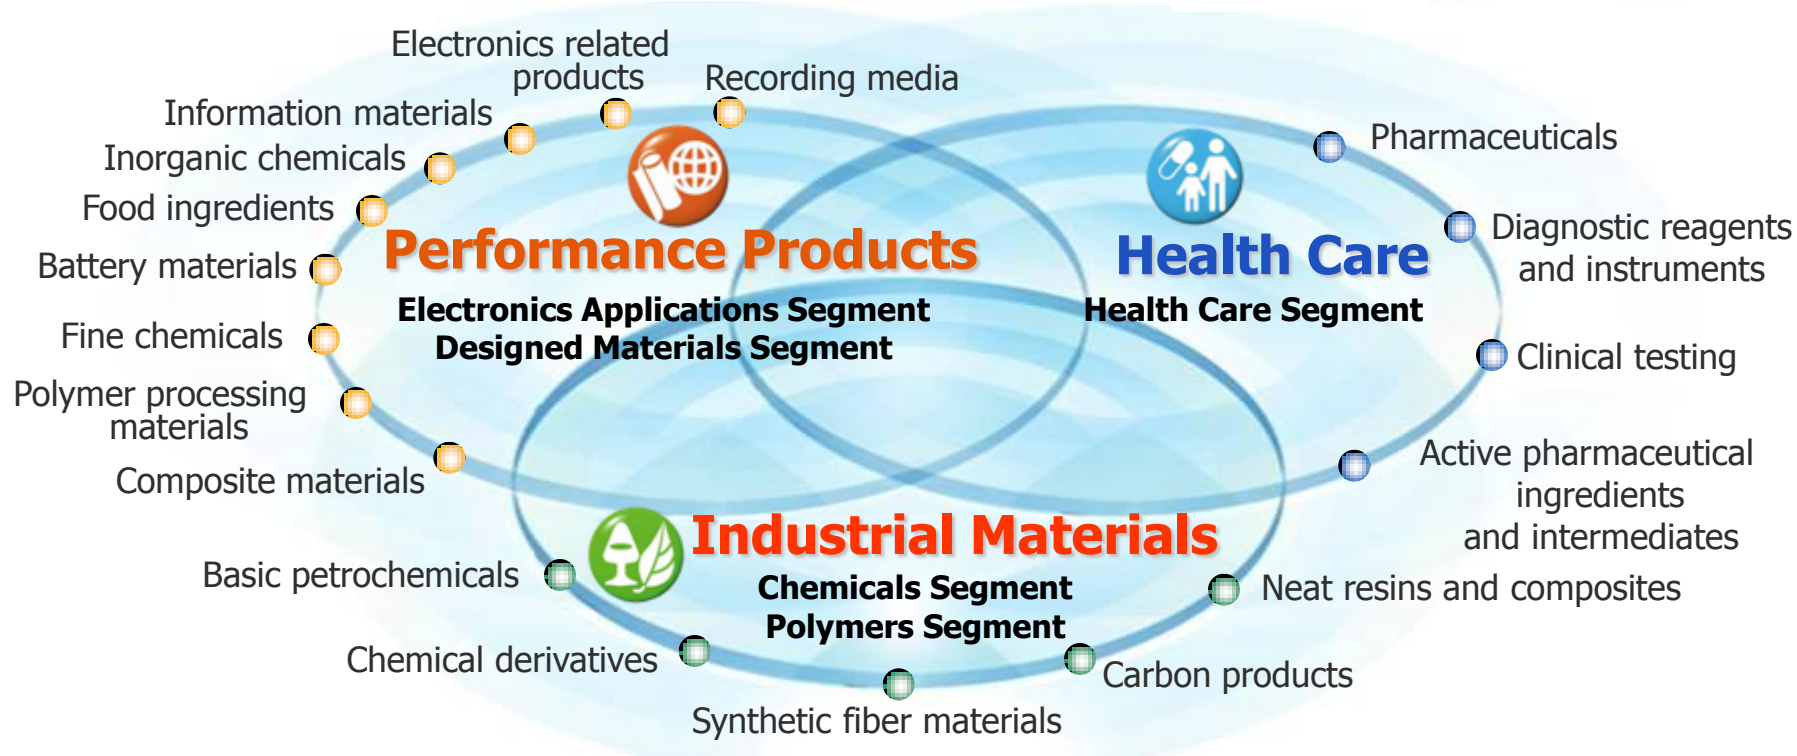 Electronics related
products
Recording media
Information materials
Inorganic chemicals
Food ingredients
Battery materials
Fine chemicals
Polymer processing
materials
Composite materials
Performance Products
Electronics Applications Segment
Designed Materials Segment
Health Care
Health Care Segment
Pharmaceuticals
Diagnostic reagents
and instruments
Clinical testing
Active pharmaceutical
ingredients
and intermediates
Industrial Materials
Chemicals Segment
Polymers Segment
Basic petrochemicals
Chemical derivatives
Synthetic fiber materials
Carbon products
Neat resins and composites